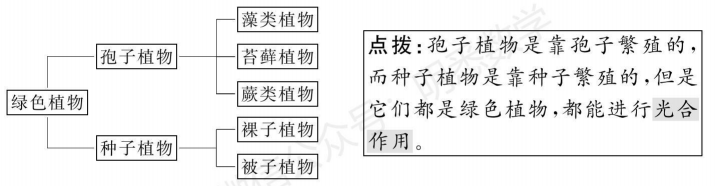 绿色植物
孢子植物
藻类植物
苔藓植物
蕨类植物
种子植物
裸子植物
被子植物
点拨:孢子植物是靠孢子繁殖的,
而种子植物是靠种子繁殖的,但是
它们都是绿色植物,都能进行光合
作用。